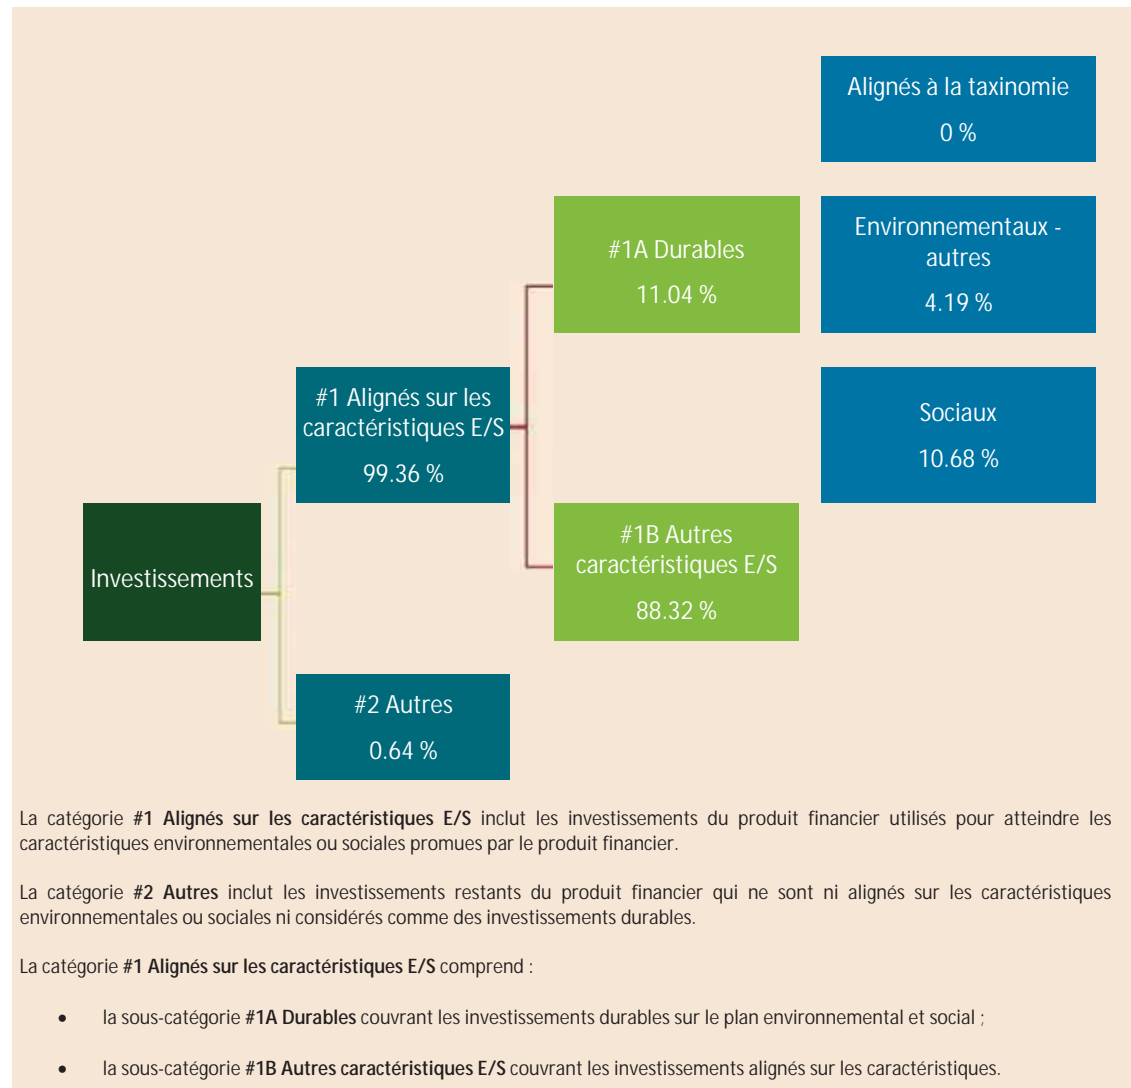 Alignés à la taxinomie
0 %
Environnementaux -
autres
4.19 %
#1A Durables
11.04 %
#1 Alignés sur les
caractéristiques E/S
99.36 %
Sociaux
10.68 %
#1B Autres
caractéristiques E/S
88.32 %
Investissements
#2 Autres
0.64 %
La catégorie #1 Alignés sur les caractéristiques E/S inclut les investissements du produit financier utilisés pour atteindre les
caractéristiques environnementales ou sociales promues par le produit financier.
La catégorie #2 Autres inclut les investissements restants du produit financier qui ne sont ni alignés sur les caractéristiques
environnementales ou sociales ni considérés comme des investissements durables.
La catégorie #1 Alignés sur les caractéristiques E/S comprend :
• la sous-catégorie #1A Durables couvrant les investissements durables sur le plan environnemental et social ;
• la sous-catégorie #1B Autres caractéristiques E/S couvrant les investissements alignés sur les caractéristiques.